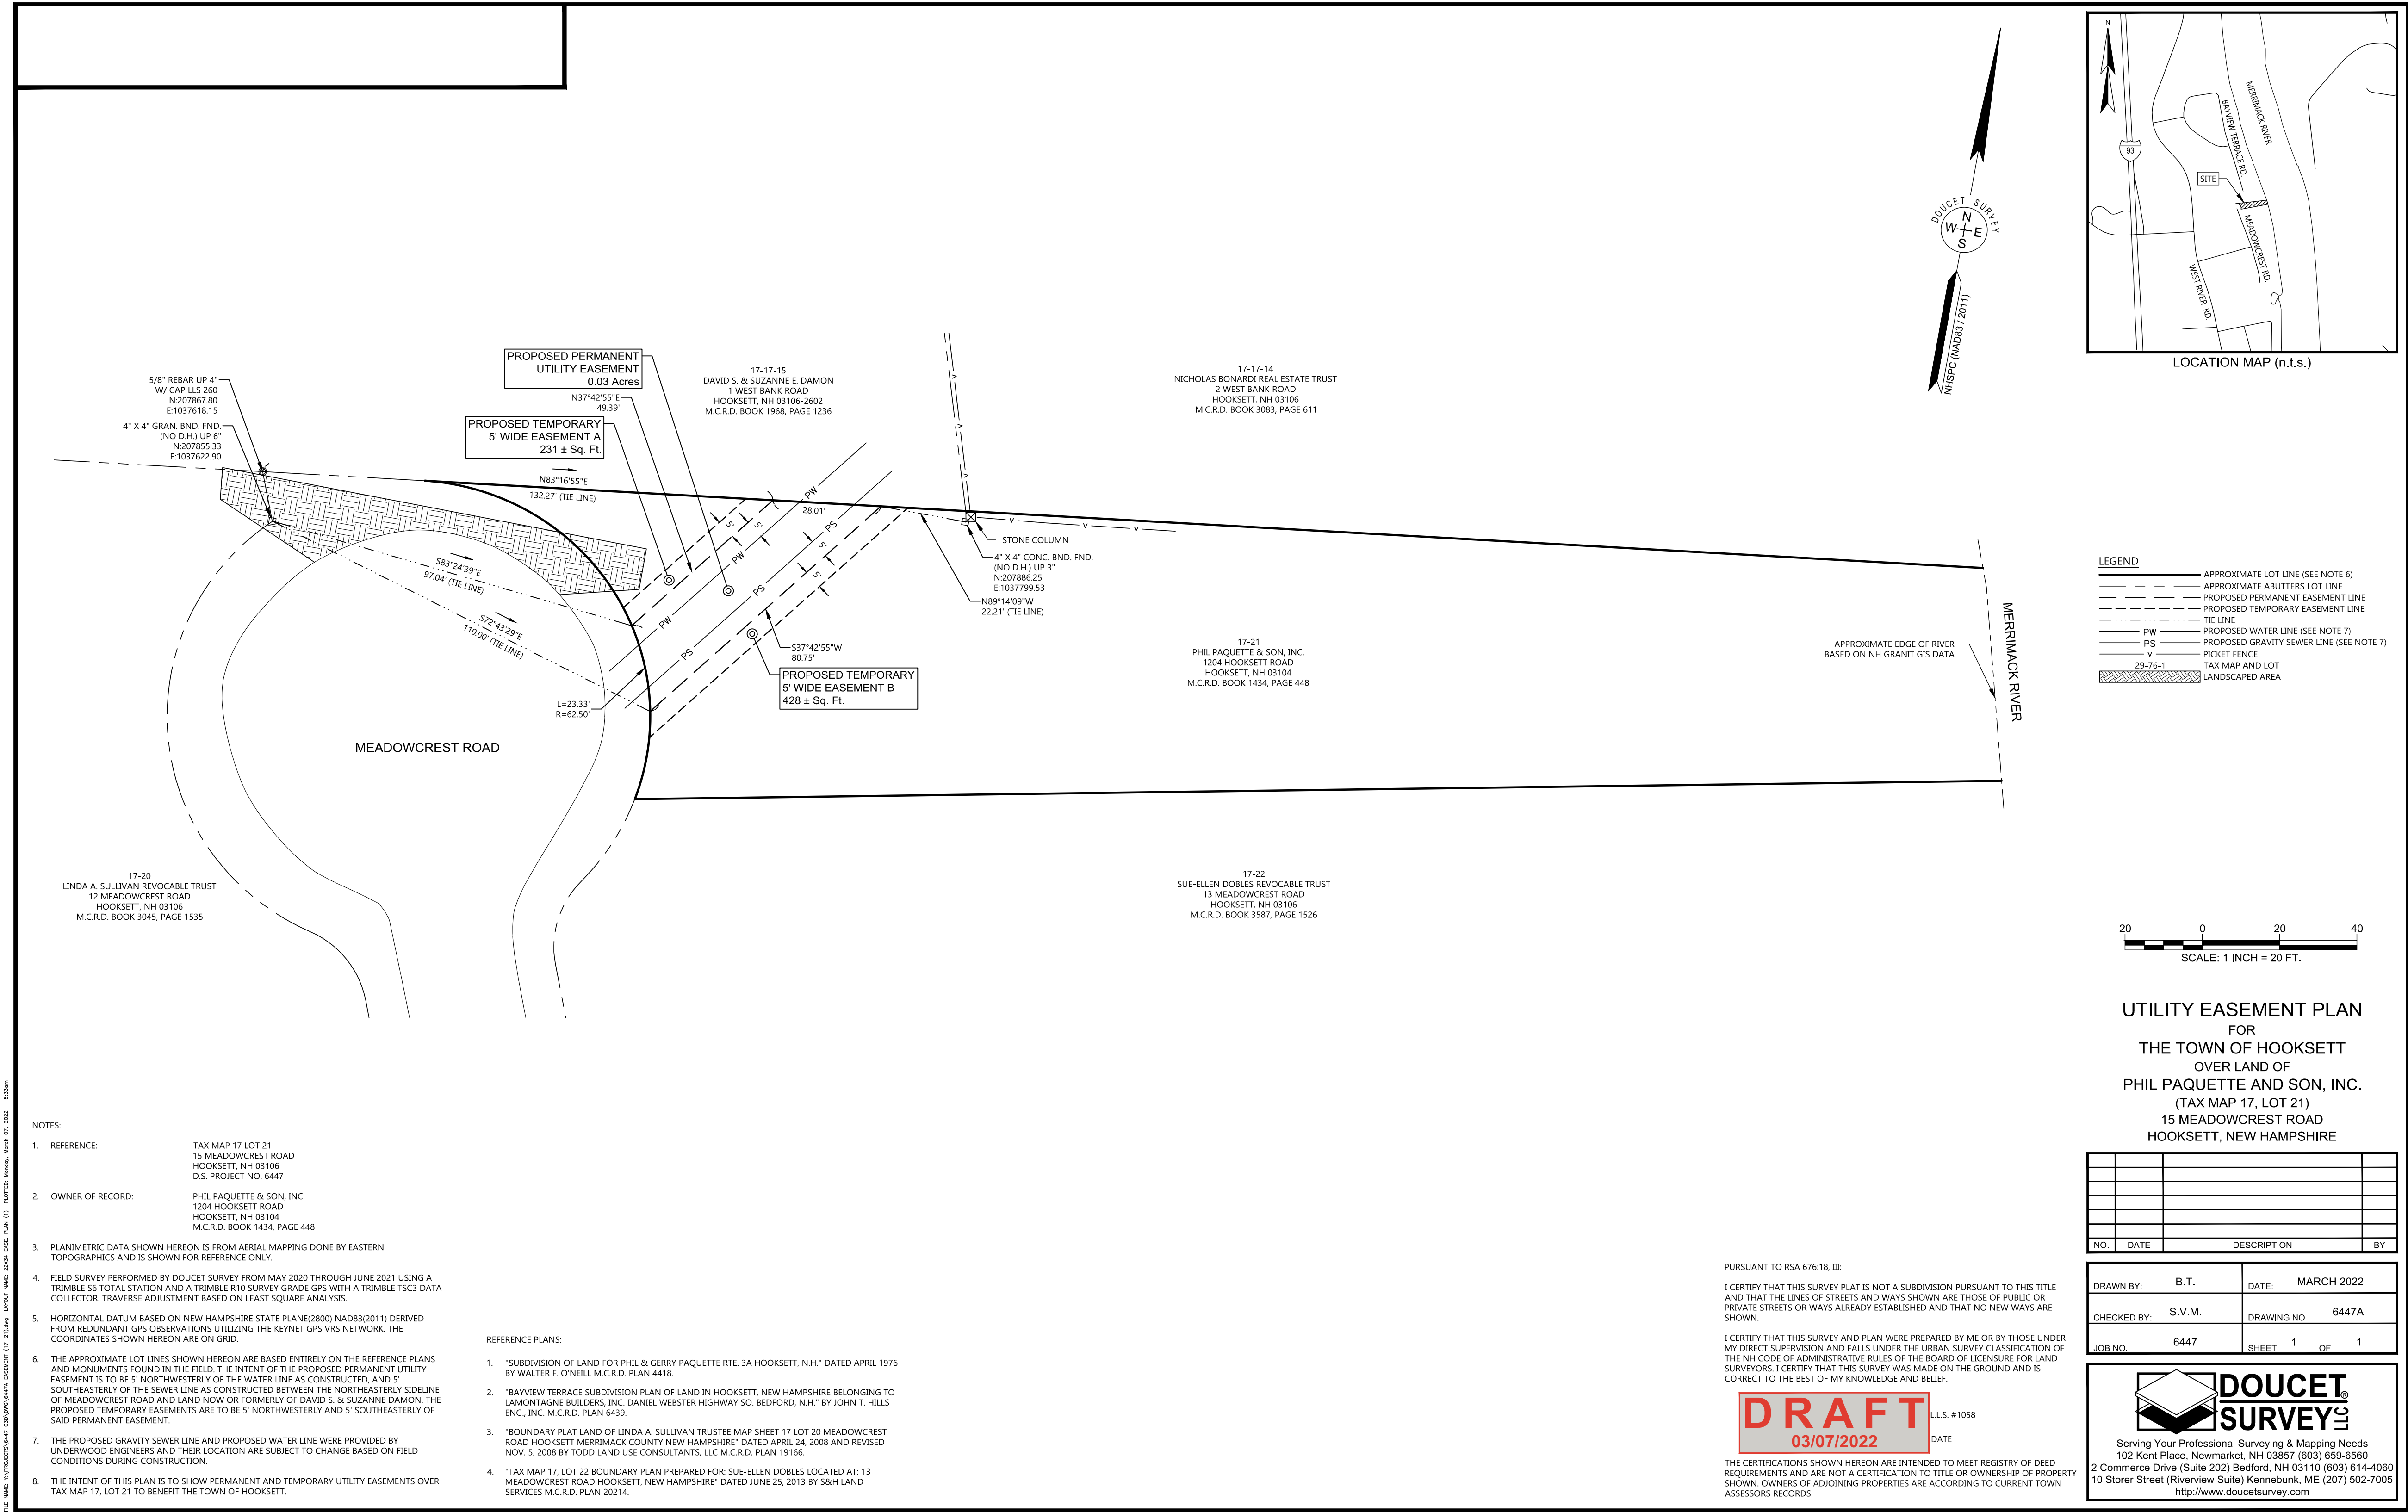 N
MERRIMACK RIVER
BAYVIEW TERRACE RD.
93
SITE
MEADOWCREST RD.
WEST RIVER RD.
LOCATION MAP (n.t.s.)
DOUCET SURVEY
N
W E
S
NHSPC (NAD83 / 2011)
5/8" REBAR UP 4"
W/ CAP LLS 260
N:207867.80
E:1037618.15
4" X 4" GRAN. BND. FND.
(NO D.H.) UP 6"
N:207855.33
E:1037622.90
PROPOSED PERMANENT
UTILITY EASEMENT
0.03 Acres
N37°42'55"E
49.39'
PROPOSED TEMPORARY
5' WIDE EASEMENT A
231 ± Sq. Ft.
N83°16'55"E
132.27' (TIE LINE)
17-17-15
DAVID S. & SUZANNE E. DAMON
1 WEST BANK ROAD
HOOKSETT, NH 03106-2602
M.C.R.D. BOOK 1968, PAGE 1236
17-17-14
NICHOLAS BONARDI REAL ESTATE TRUST
2 WEST BANK ROAD
HOOKSETT, NH 03106
M.C.R.D. BOOK 3083, PAGE 611
V
V
V
V
V
V
V
PW
28.01'
PS
5'
5'
PW
5'
5'
PS
PW
PS
STONE COLUMN
4" X 4" CONC. BND. FND.
(NO D.H.) UP 3"
N:207886.25
E:1037799.53
N89°14'09"W
22.21' (TIE LINE)
S83°24'39"E
97.04' (TIE LINE)
S72°43'29"E
110.00' (TIE LINE)
S37°42'55"W
80.75'
PROPOSED TEMPORARY
5' WIDE EASEMENT B
428 ± Sq. Ft.
L=23.33'
R=62.50'
MEADOWCREST ROAD
17-21
PHIL PAQUETTE & SON, INC.
1204 HOOKSETT ROAD
HOOKSETT, NH 03104
M.C.R.D. BOOK 1434, PAGE 448
APPROXIMATE EDGE OF RIVER
BASED ON NH GRANIT GIS DATA
MERRIMACK RIVER
LEGEND
APPROXIMATE LOT LINE (SEE NOTE 6)
APPROXIMATE ABUTTERS LOT LINE
PROPOSED PERMANENT EASEMENT LINE
PROPOSED TEMPORARY EASEMENT LINE
TIE LINE
PW PROPOSED WATER LINE (SEE NOTE 7)
PS PROPOSED GRAVITY SEWER LINE (SEE NOTE 7)
V PICKET FENCE
29-76-1 TAX MAP AND LOT
LANDSCAPED AREA
17-20
LINDA A. SULLIVAN REVOCABLE TRUST
12 MEADOWCREST ROAD
HOOKSETT, NH 03106
M.C.R.D. BOOK 3045, PAGE 1535
17-22
SUE-ELLEN DOBLES REVOCABLE TRUST
13 MEADOWCREST ROAD
HOOKSETT, NH 03106
M.C.R.D. BOOK 3587, PAGE 1526
20 0 20 40
SCALE: 1 INCH = 20 FT.
UTILITY EASEMENT PLAN
FOR
THE TOWN OF HOOKSETT
OVER LAND OF
PHIL PAQUETTE AND SON, INC.
(TAX MAP 17, LOT 21)
15 MEADOWCREST ROAD
HOOKSETT, NEW HAMPSHIRE
NO. DATE DESCRIPTION BY
DRAWN BY: B.T. DATE: MARCH 2022
CHECKED BY: S.V.M. DRAWING NO. 6447A
JOB NO. 6447 SHEET 1 OF 1
DOUCET
SURVEY LLC
®
Serving Your Professional Surveying & Mapping Needs
102 Kent Place, Newmarket, NH 03857 (603) 659-6560
2 Commerce Drive (Suite 202) Bedford, NH 03110 (603) 614-4060
10 Storer Street (Riverview Suite) Kennebunk, ME (207) 502-7005
http://www.doucetsurvey.com
NOTES:
1. REFERENCE: TAX MAP 17 LOT 21
15 MEADOWCREST ROAD
HOOKSETT, NH 03106
D.S. PROJECT NO. 6447
2. OWNER OF RECORD: PHIL PAQUETTE & SON, INC.
1204 HOOKSETT ROAD
HOOKSETT, NH 03104
M.C.R.D. BOOK 1434, PAGE 448
3. PLANIMETRIC DATA SHOWN HEREON IS FROM AERIAL MAPPING DONE BY EASTERN
TOPOGRAPHICS AND IS SHOWN FOR REFERENCE ONLY.
4. FIELD SURVEY PERFORMED BY DOUCET SURVEY FROM MAY 2020 THROUGH JUNE 2021 USING A
TRIMBLE S6 TOTAL STATION AND A TRIMBLE R10 SURVEY GRADE GPS WITH A TRIMBLE TSC3 DATA
COLLECTOR. TRAVERSE ADJUSTMENT BASED ON LEAST SQUARE ANALYSIS.
5. HORIZONTAL DATUM BASED ON NEW HAMPSHIRE STATE PLANE(2800) NAD83(2011) DERIVED
FROM REDUNDANT GPS OBSERVATIONS UTILIZING THE KEYNET GPS VRS NETWORK. THE
COORDINATES SHOWN HEREON ARE ON GRID.
6. THE APPROXIMATE LOT LINES SHOWN HEREON ARE BASED ENTIRELY ON THE REFERENCE PLANS
AND MONUMENTS FOUND IN THE FIELD. THE INTENT OF THE PROPOSED PERMANENT UTILITY
EASEMENT IS TO BE 5' NORTHWESTERLY OF THE WATER LINE AS CONSTRUCTED, AND 5'
SOUTHEASTERLY OF THE SEWER LINE AS CONSTRUCTED BETWEEN THE NORTHEASTERLY SIDELINE
OF MEADOWCREST ROAD AND LAND NOW OR FORMERLY OF DAVID S. & SUZANNE DAMON. THE
PROPOSED TEMPORARY EASEMENTS ARE TO BE 5' NORTHWESTERLY AND 5' SOUTHEASTERLY OF
SAID PERMANENT EASEMENT.
7. THE PROPOSED GRAVITY SEWER LINE AND PROPOSED WATER LINE WERE PROVIDED BY
UNDERWOOD ENGINEERS AND THEIR LOCATION ARE SUBJECT TO CHANGE BASED ON FIELD
CONDITIONS DURING CONSTRUCTION.
8. THE INTENT OF THIS PLAN IS TO SHOW PERMANENT AND TEMPORARY UTILITY EASEMENTS OVER
TAX MAP 17, LOT 21 TO BENEFIT THE TOWN OF HOOKSETT.
REFERENCE PLANS:
1. "SUBDIVISION OF LAND FOR PHIL & GERRY PAQUETTE RTE. 3A HOOKSETT, N.H." DATED APRIL 1976
BY WALTER F. O'NEILL M.C.R.D. PLAN 4418.
2. "BAYVIEW TERRACE SUBDIVISION PLAN OF LAND IN HOOKSETT, NEW HAMPSHIRE BELONGING TO
LAMONTAGNE BUILDERS, INC. DANIEL WEBSTER HIGHWAY SO. BEDFORD, N.H." BY JOHN T. HILLS
ENG., INC. M.C.R.D. PLAN 6439.
3. "BOUNDARY PLAT LAND OF LINDA A. SULLIVAN TRUSTEE MAP SHEET 17 LOT 20 MEADOWCREST
ROAD HOOKSETT MERRIMACK COUNTY NEW HAMPSHIRE" DATED APRIL 24, 2008 AND REVISED
NOV. 5, 2008 BY TODD LAND USE CONSULTANTS, LLC M.C.R.D. PLAN 19166.
4. "TAX MAP 17, LOT 22 BOUNDARY PLAN PREPARED FOR: SUE-ELLEN DOBLES LOCATED AT: 13
MEADOWCREST ROAD HOOKSETT, NEW HAMPSHIRE" DATED JUNE 25, 2013 BY S&H LAND
SERVICES M.C.R.D. PLAN 20214.
PURSUANT TO RSA 676:18, III:
I CERTIFY THAT THIS SURVEY PLAT IS NOT A SUBDIVISION PURSUANT TO THIS TITLE
AND THAT THE LINES OF STREETS AND WAYS SHOWN ARE THOSE OF PUBLIC OR
PRIVATE STREETS OR WAYS ALREADY ESTABLISHED AND THAT NO NEW WAYS ARE
SHOWN.
I CERTIFY THAT THIS SURVEY AND PLAN WERE PREPARED BY ME OR BY THOSE UNDER
MY DIRECT SUPERVISION AND FALLS UNDER THE URBAN SURVEY CLASSIFICATION OF
THE NH CODE OF ADMINISTRATIVE RULES OF THE BOARD OF LICENSURE FOR LAND
SURVEYORS. I CERTIFY THAT THIS SURVEY WAS MADE ON THE GROUND AND IS
CORRECT TO THE BEST OF MY KNOWLEDGE AND BELIEF.
DRAFT
03/07/2022
L.L.S. #1058
DATE
THE CERTIFICATIONS SHOWN HEREON ARE INTENDED TO MEET REGISTRY OF DEED
REQUIREMENTS AND ARE NOT A CERTIFICATION TO TITLE OR OWNERSHIP OF PROPERTY
SHOWN. OWNERS OF ADJOINING PROPERTIES ARE ACCORDING TO CURRENT TOWN
ASSESSORS RECORDS.
FILE NAME: Y:\PROJECTS\6447 C3D\DWG\6447A EASEMENT (17-21).dwg LAYOUT NAME: 22X34 EASE. PLAN (1) PLOTTED: Monday, March 07, 2022 - 8:33am